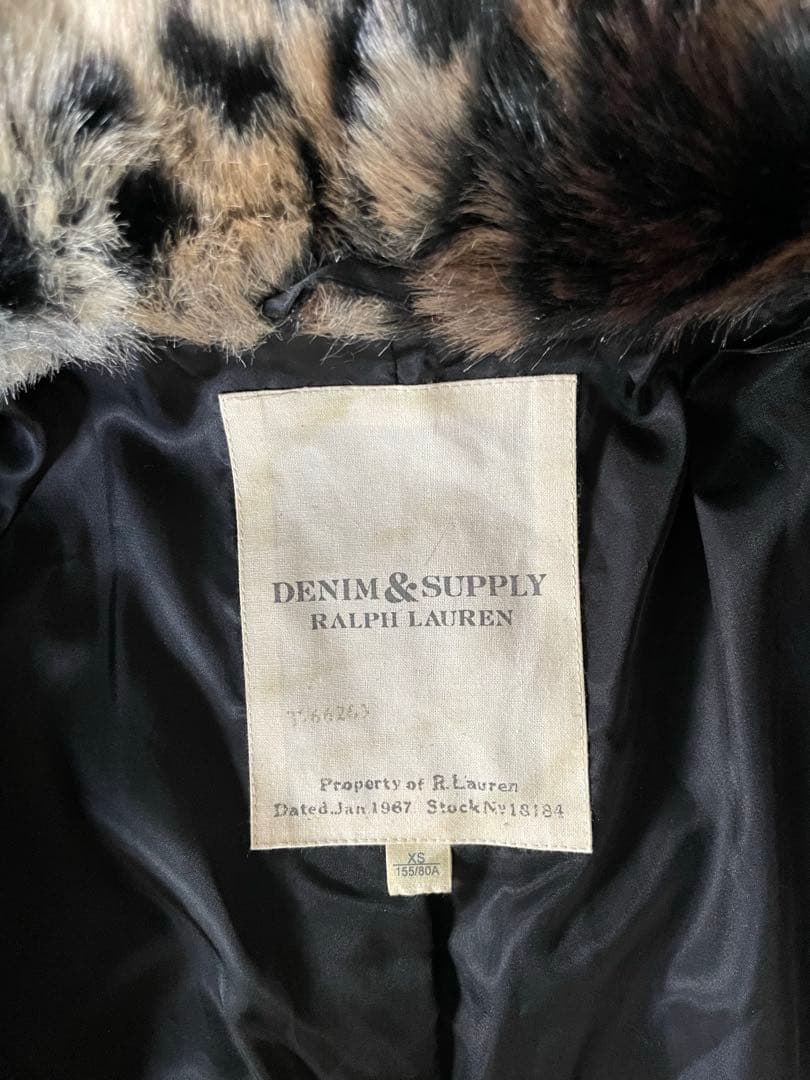 DENIM&SUPPLY
RALPH LAUREN
Property of R. Lauren
Dated.Jan 1967 Stock No 18184
XS
155/80A